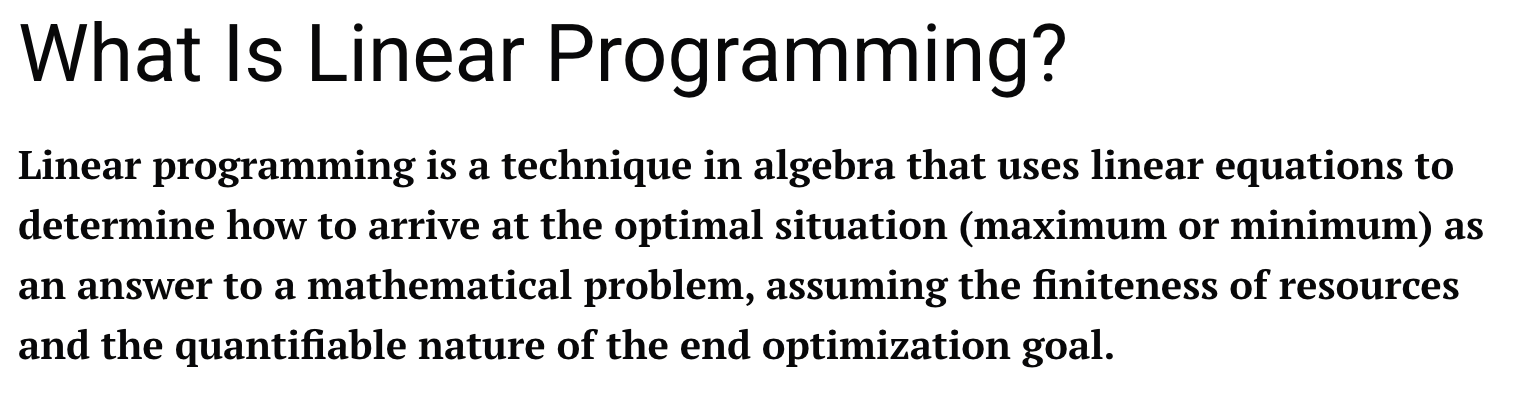 What Is Linear Programming?
Linear programming is a technique in algebra that uses linear equations to
determine how to arrive at the optimal situation (maximum or minimum) as
an answer to a mathematical problem, assuming the finiteness of resources
and the quantifiable nature of the end optimization goal.